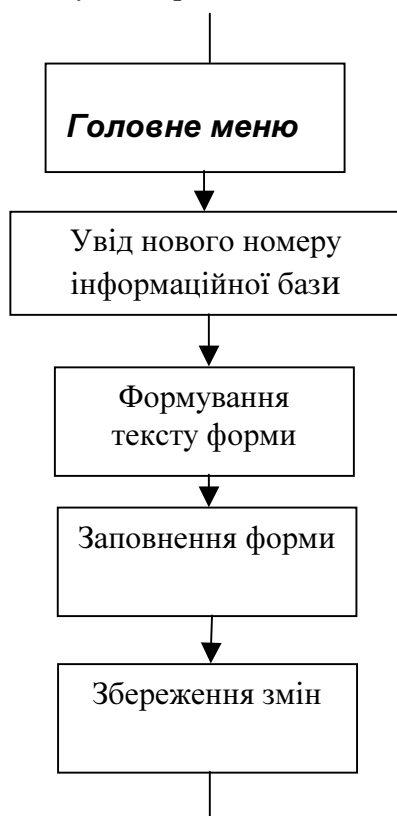 Головне меню
Увід нового номеру
інформаційної бази
Формування
тексту форми
Заповнення форми
Збереження змін